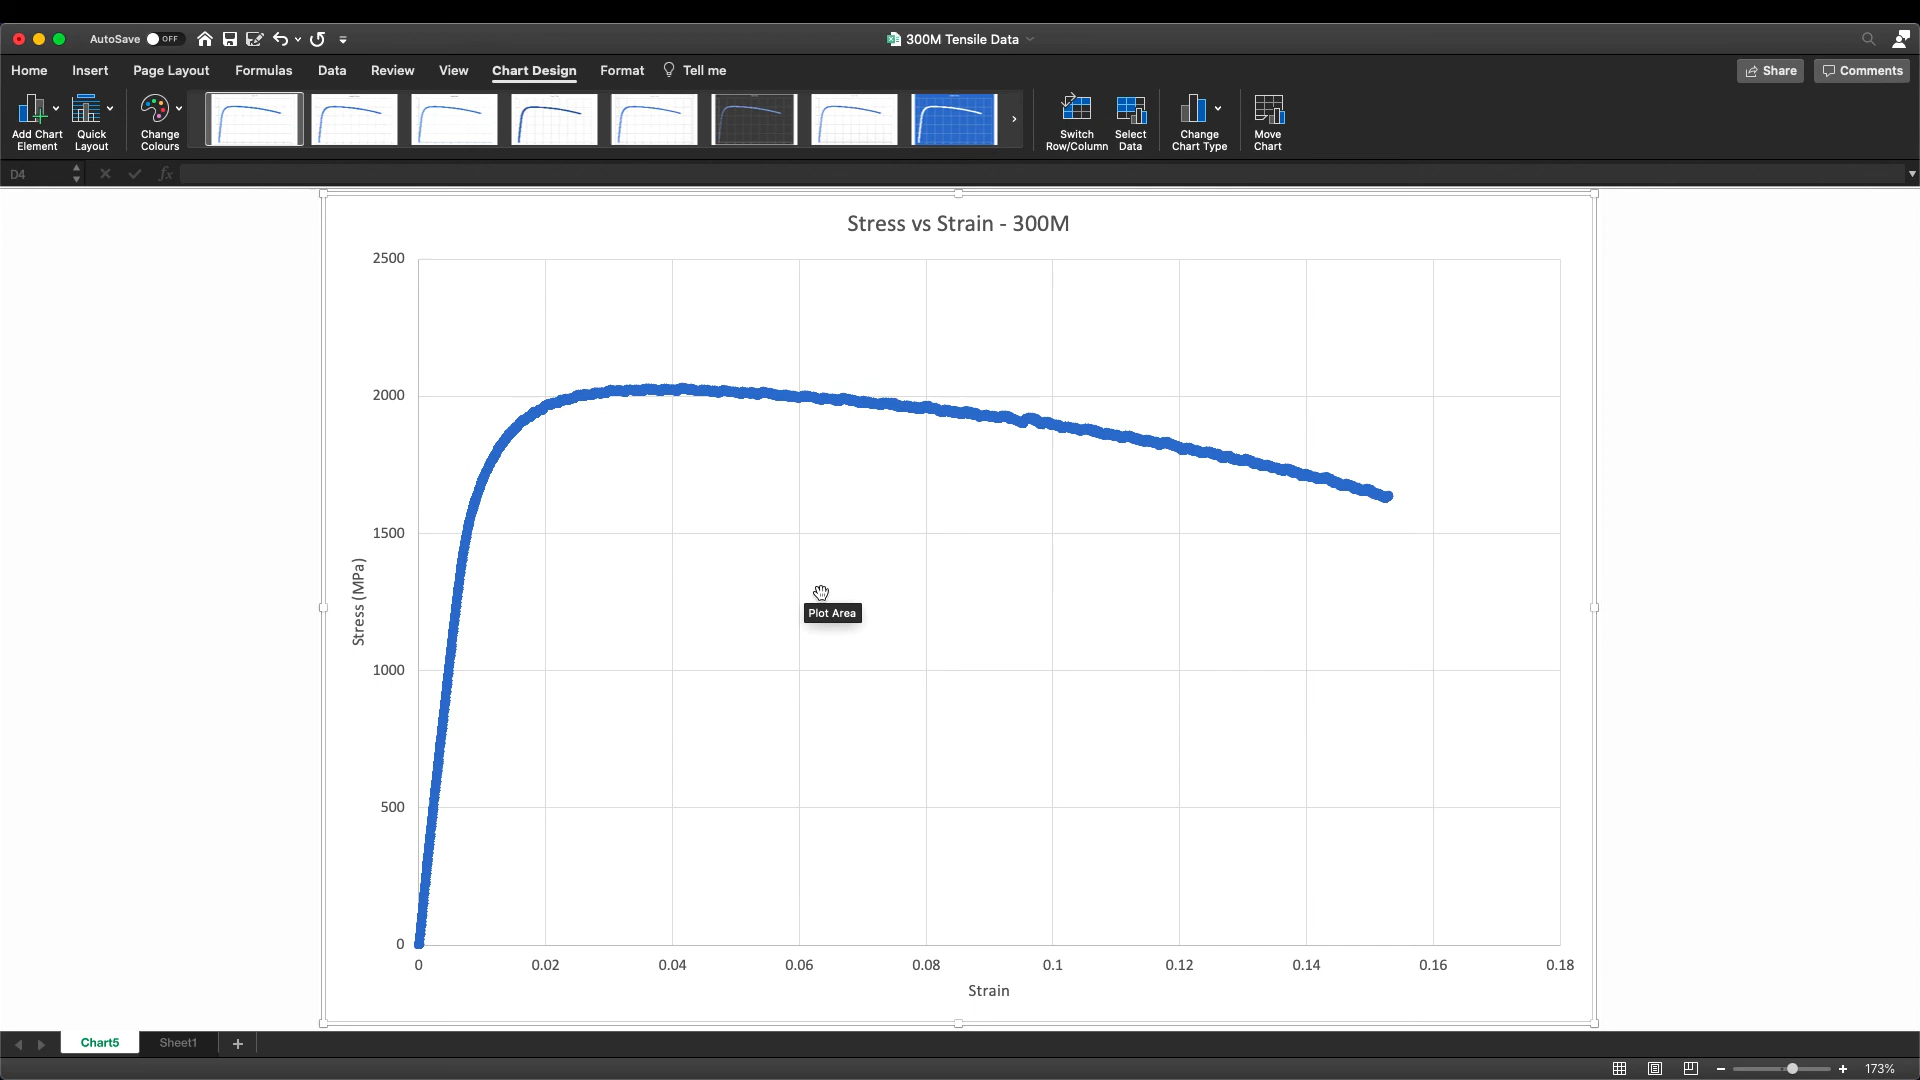 AutoSave OFF
300M Tensile Data
Home Insert Page Layout Formulas Data Review View Chart Design Format Tell me
Share Comments
Add Chart Element
Quick Layout
Change Colours
Switch Row/Column
Select Data
Change Chart Type
Move Chart
D4
fx
Stress vs Strain - 300M
2500
2000
1500
1000
500
0
Stress (MPa)
Plot Area
0 0.02 0.04 0.06 0.08 0.1 0.12 0.14 0.16 0.18
Strain
Chart5 Sheet1 +
173%